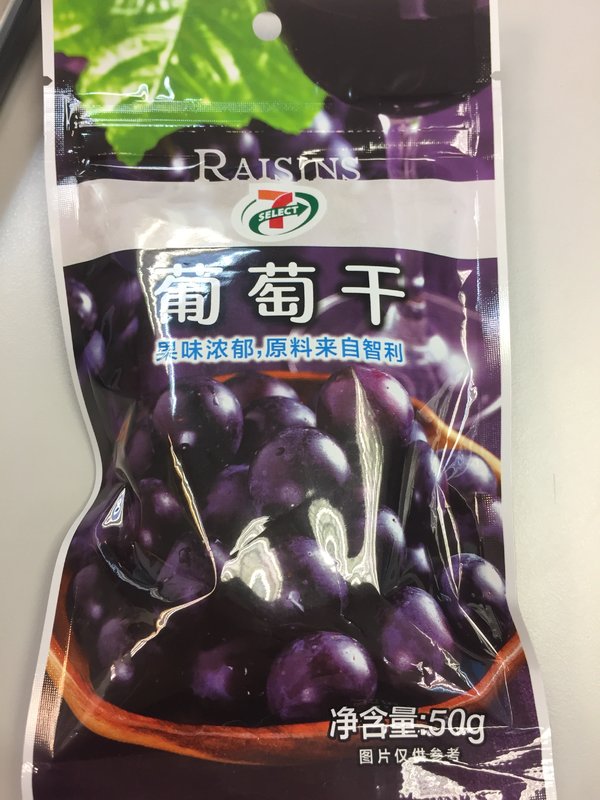 RAISINS
7
SELECT
葡萄干
果味浓郁,原料来自智利
净含量:50g
图片仅供参考